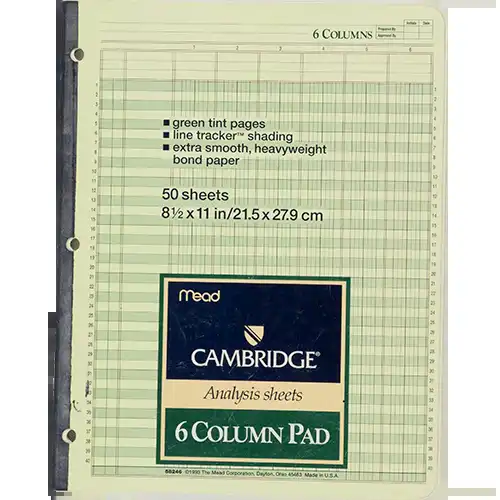 6 COLUMNS
Initials Date
Prepared By
Approved By
1 2 3 4 5 6
■ green tint pages
■ line tracker™ shading
■ extra smooth, heavyweight
bond paper
50 sheets
8½ x 11 in/21.5 x 27.9 cm
Mead
CAMBRIDGE®
Analysis sheets
6 COLUMN PAD
59246 ©1990 The Mead Corporation, Dayton, Ohio 45463 Made in U.S.A.